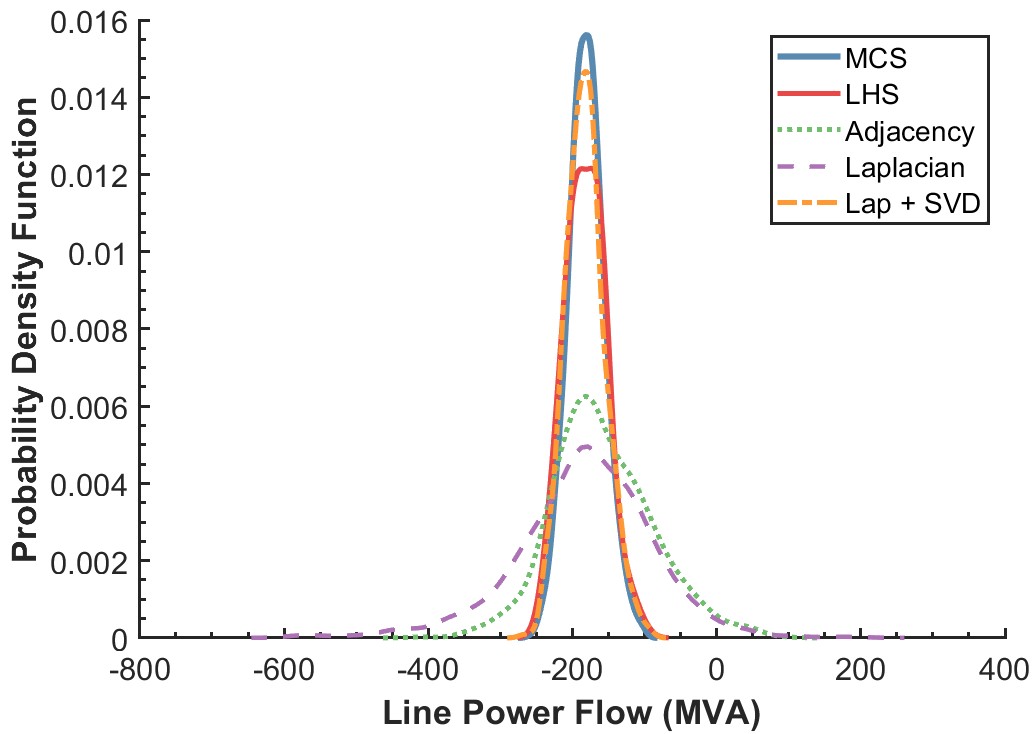 Probability Density Function
0.016
0.014
0.012
0.01
0.008
0.006
0.004
0.002
0
-800
-600
-400
-200
0
200
400
Line Power Flow (MVA)
MCS
LHS
Adjacency
Laplacian
Lap + SVD